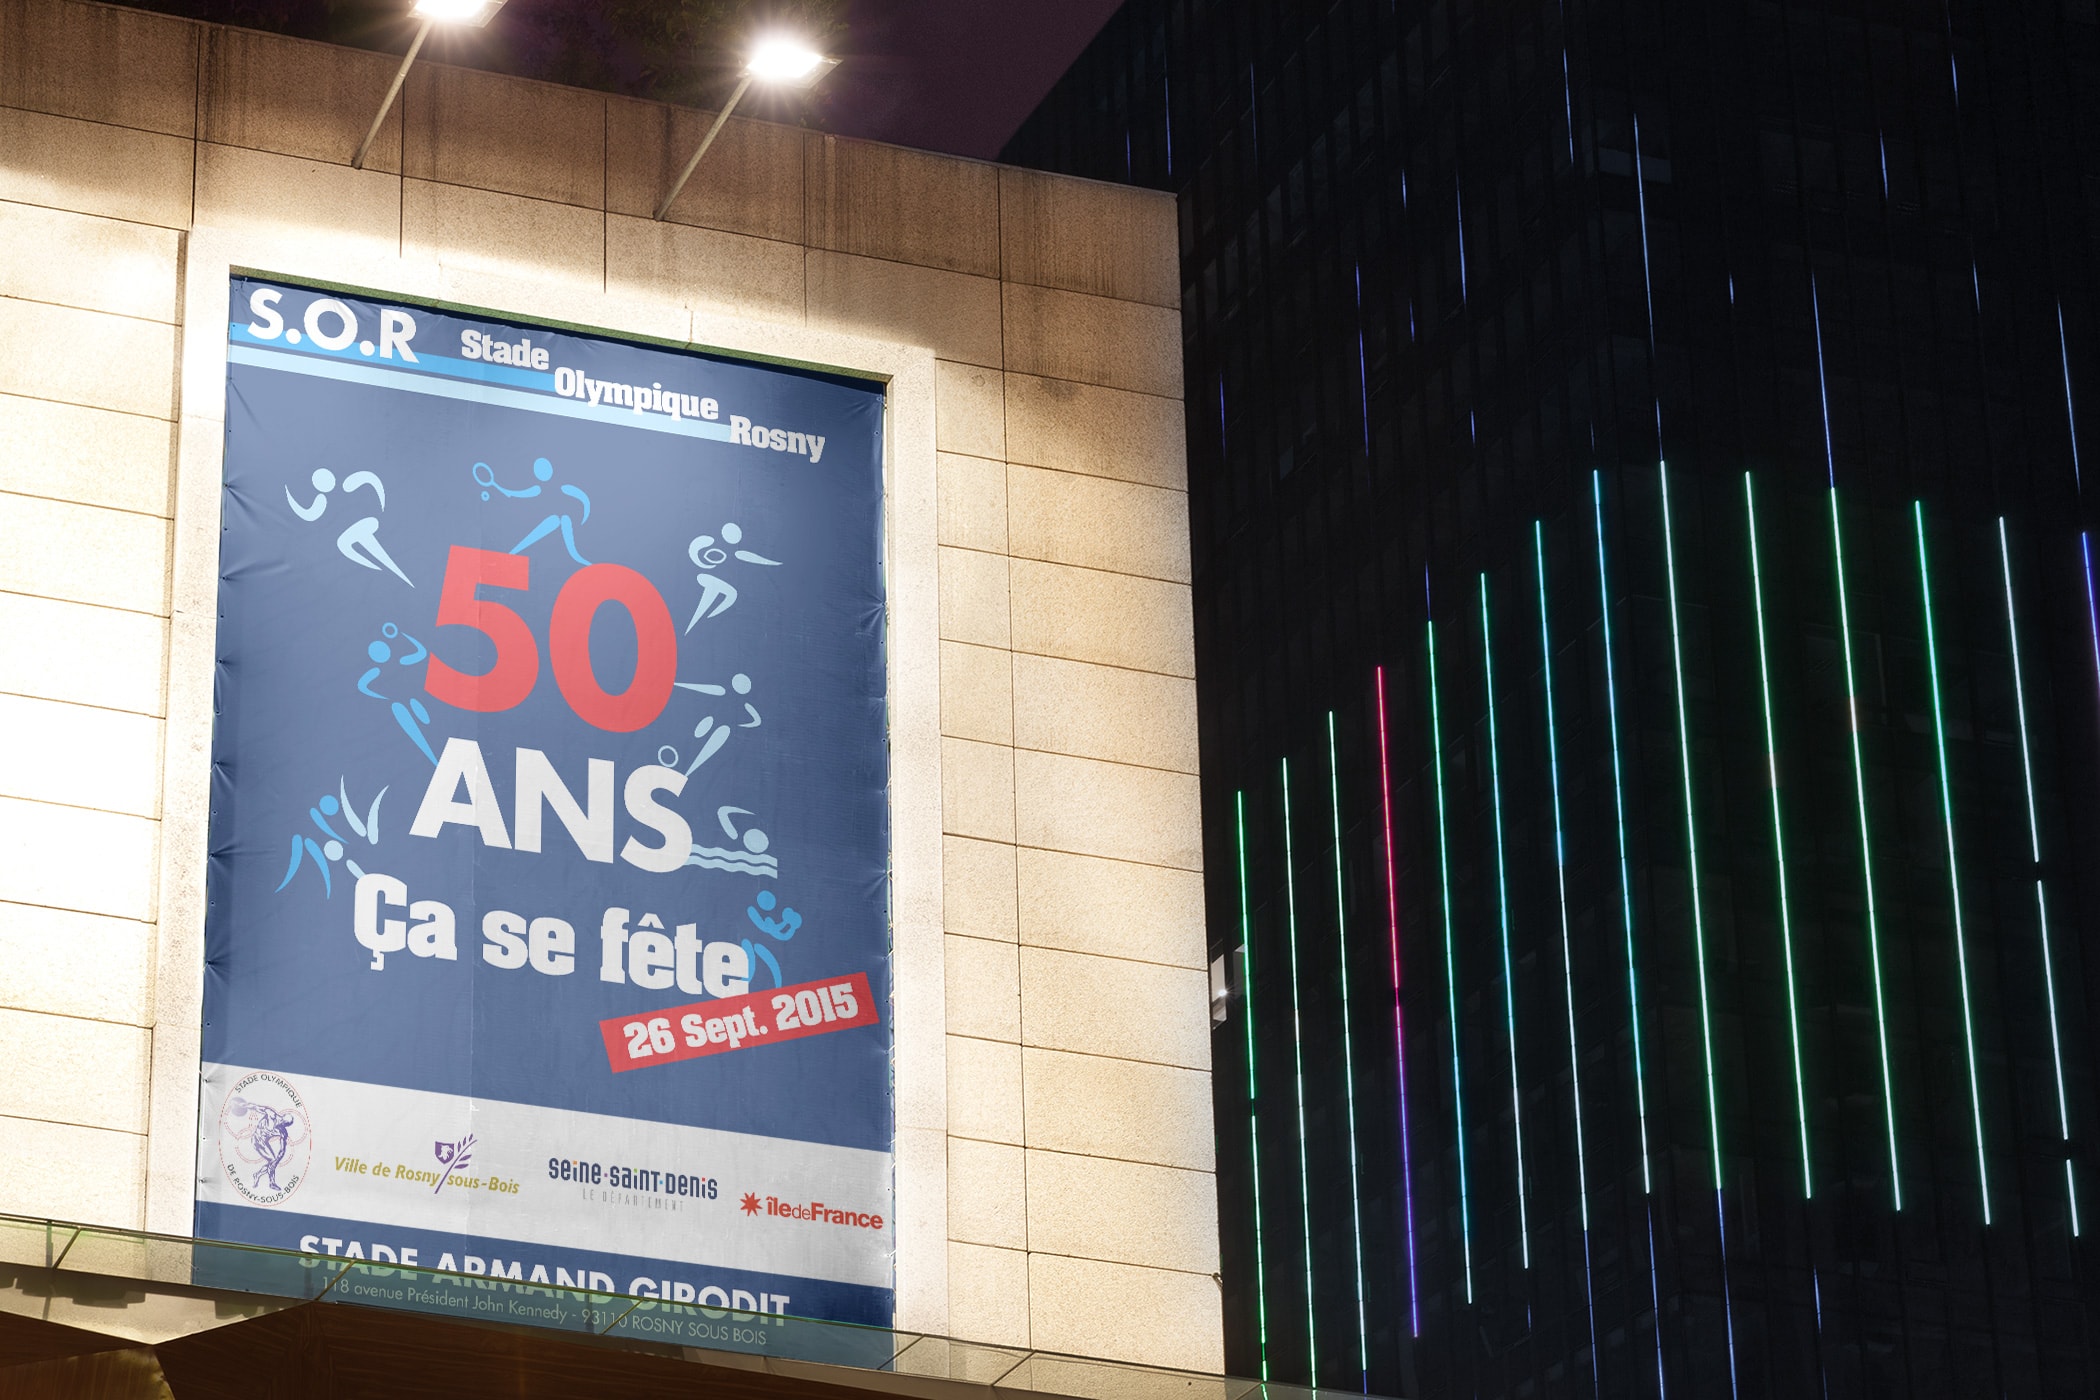 S.O.R
Stade
Olympique
Rosny
50
ANS
Ça se fête
26 Sept. 2015
STADE OLYMPIQUE
DE ROSNY-SOUS-BOIS
Ville de Rosny sous-Bois
seine·saint·denis
LE DÉPARTEMENT
îledeFrance
STADE ARMAND GIRODIT
118 avenue Président John Kennedy - 93110 ROSNY SOUS BOIS